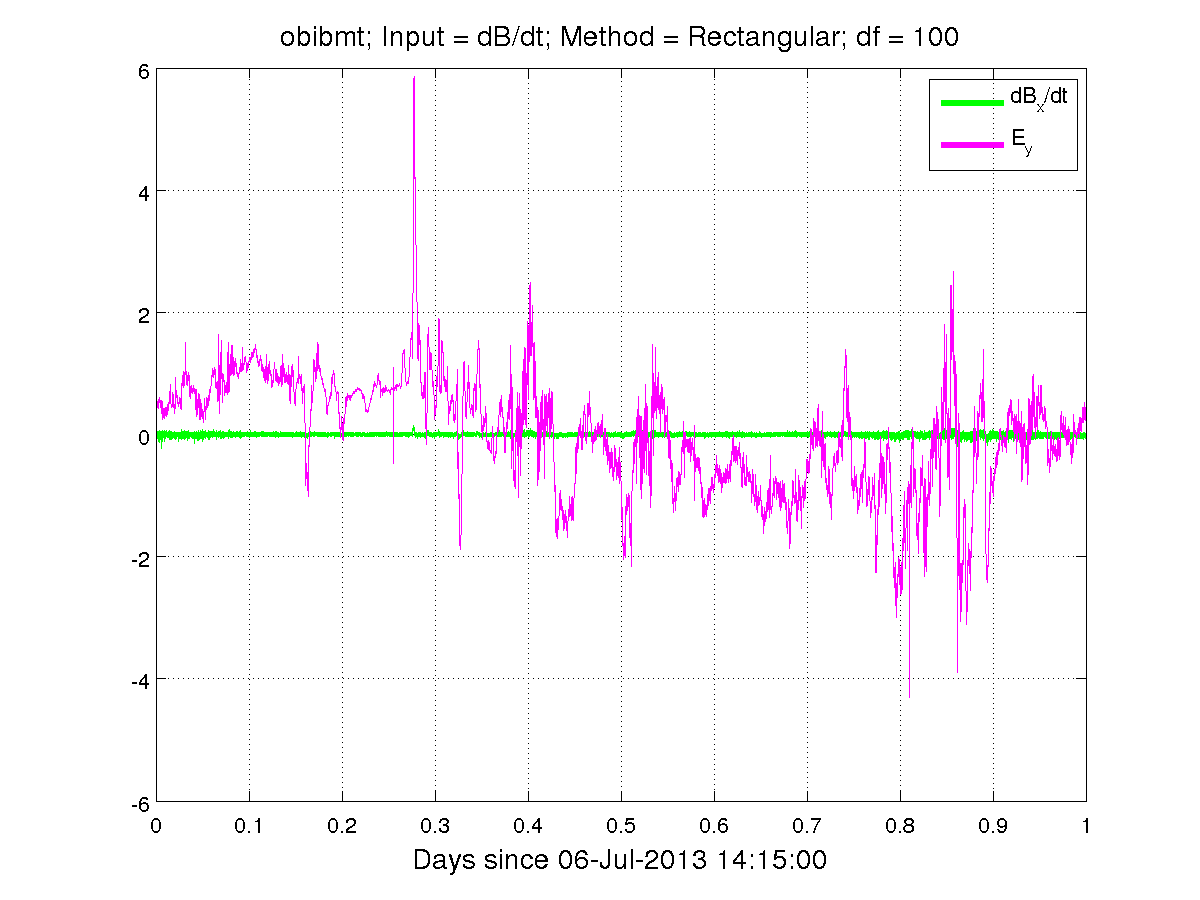 obibmt; Input = dB/dt; Method = Rectangular; df = 100
6
4
2
0
-2
-4
-6
dBx/dt
Ey
0 0.1 0.2 0.3 0.4 0.5 0.6 0.7 0.8 0.9 1
Days since 06-Jul-2013 14:15:00